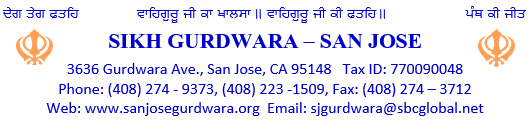 ਦੇਗ ਤੇਗ ਫਤਹਿ ਵਾਹਿਗੁਰੂ ਜੀ ਕਾ ਖਾਲਸਾ॥ ਵਾਹਿਗੁਰੂ ਜੀ ਕੀ ਫਤਹਿ॥ ਪੰਥ ਕੀ ਜੀਤ
SIKH GURDWARA – SAN JOSE
3636 Gurdwara Ave., San Jose, CA 95148 Tax ID: 770090048
Phone: (408) 274 - 9373, (408) 223 -1509, Fax: (408) 274 – 3712
Web: www.sanjosegurdwara.org Email: sjgurdwara@sbcglobal.net